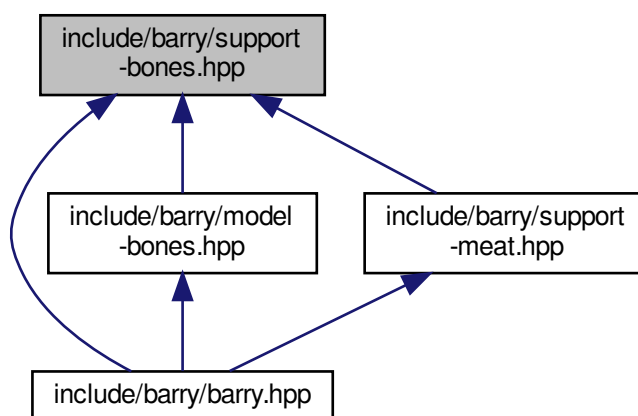 include/barry/support
-bones.hpp
include/barry/model
-bones.hpp
include/barry/support
-meat.hpp
include/barry/barry.hpp